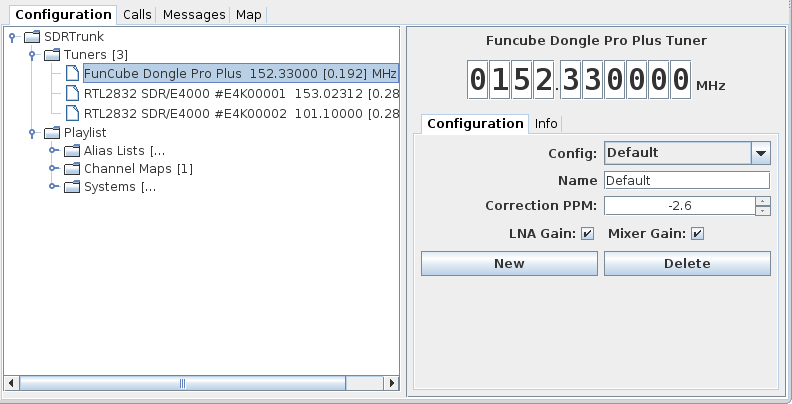 Configuration Calls Messages Map
SDRTrunk
Tuners [3]
FunCube Dongle Pro Plus 152.33000 [0.192] MHz
RTL2832 SDR/E4000 #E4K00001 153.02312 [0.28
RTL2832 SDR/E4000 #E4K00002 101.10000 [0.28
Playlist
Alias Lists [...
Channel Maps [1]
Systems [...
Funcube Dongle Pro Plus Tuner
0152.330000 MHz
Configuration Info
Config: Default
Name Default
Correction PPM: -2.6
LNA Gain: Mixer Gain:
New Delete